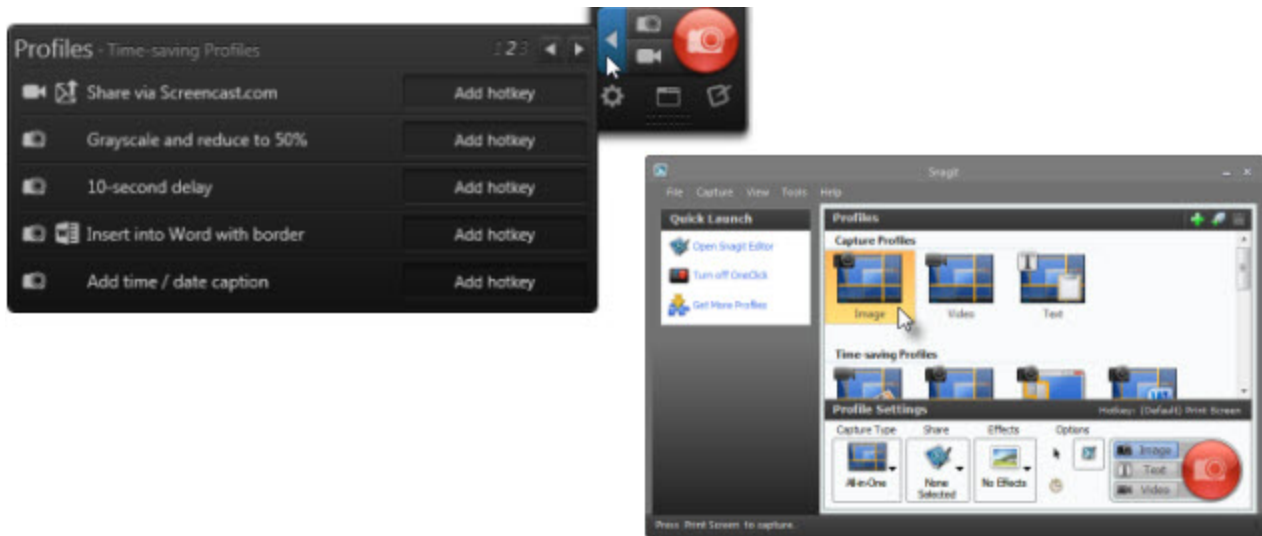 Profiles - Time-saving Profiles
1 2 3
Share via Screencast.com Add hotkey
Grayscale and reduce to 50% Add hotkey
10-second delay Add hotkey
Insert into Word with border Add hotkey
Add time / date caption Add hotkey
Snagit
File Capture View Tools Help
Quick Launch
Open Snagit Editor
Turn off OneClick
Get More Profiles
Profiles
Capture Profiles
Image Video Text
Time-saving Profiles
Profile Settings Hotkey: (Default) Print Screen
Capture Type Share Effects Options
All-in-One None Selected No Effects
Image
Text
Video
Press Print Screen to capture.